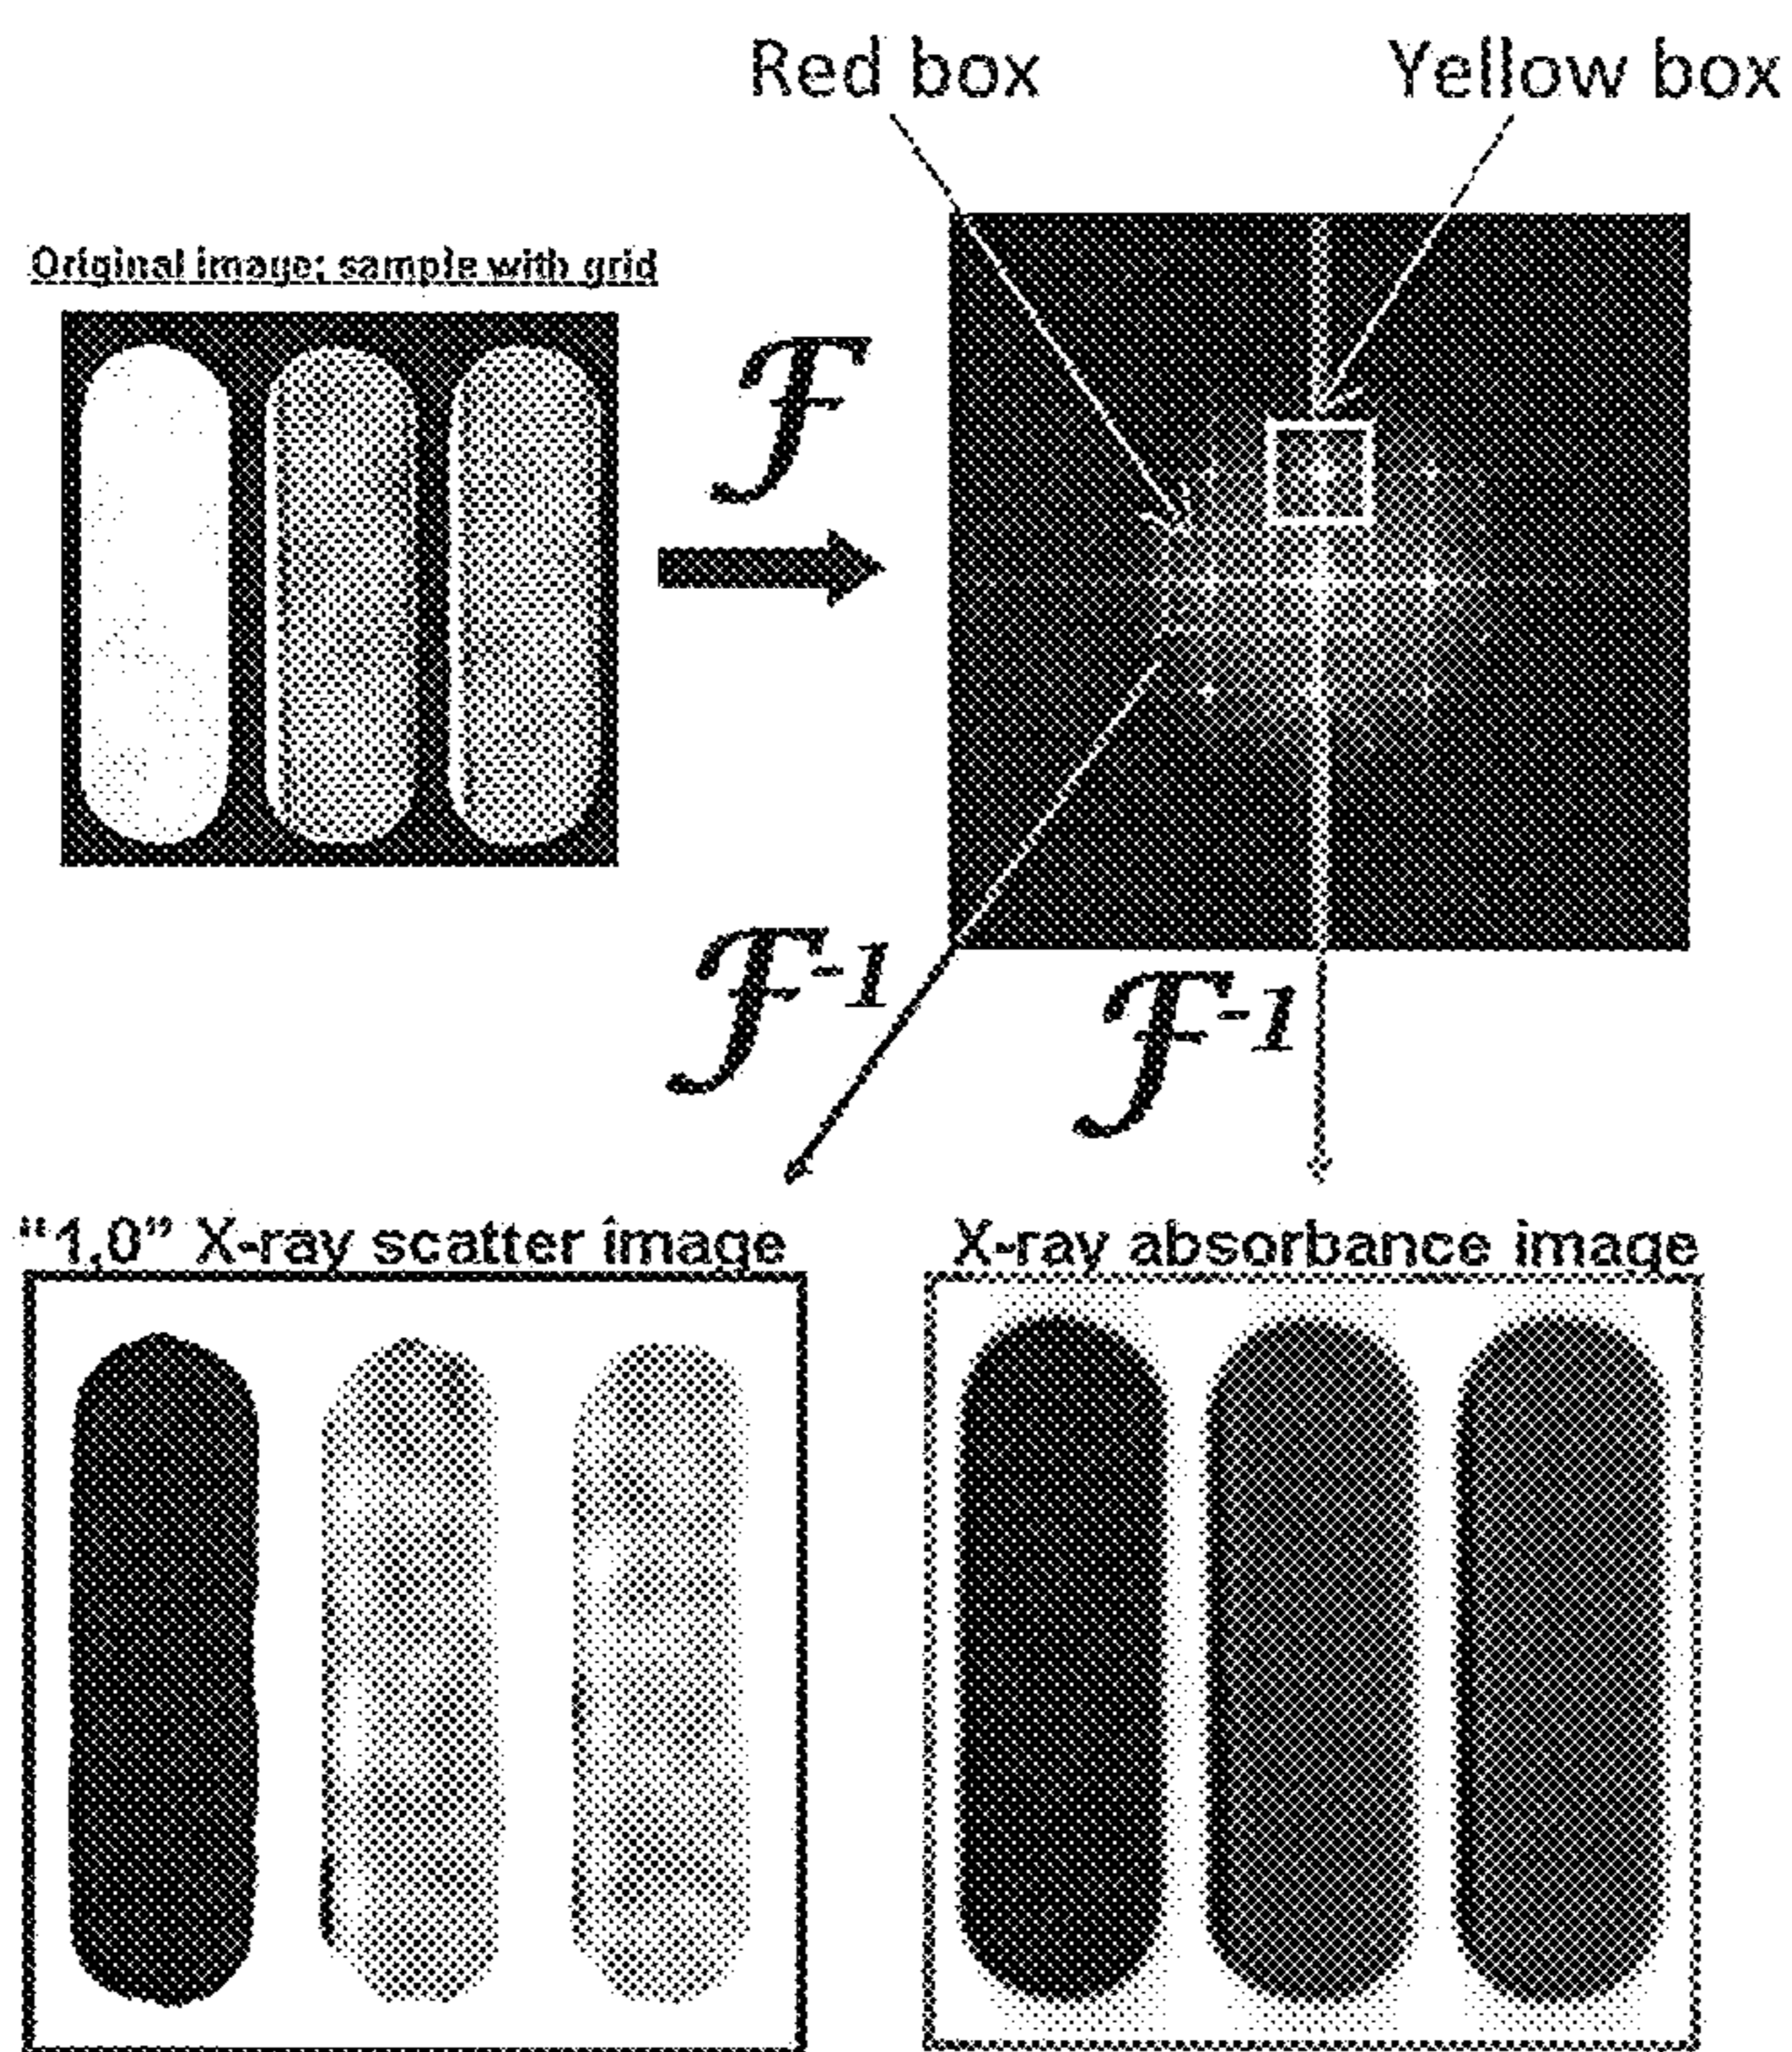 Red box
Yellow box
Original image: sample with grid
ℱ
ℱ-1
ℱ-1
“1,0” X-ray scatter image
X-ray absorbance image